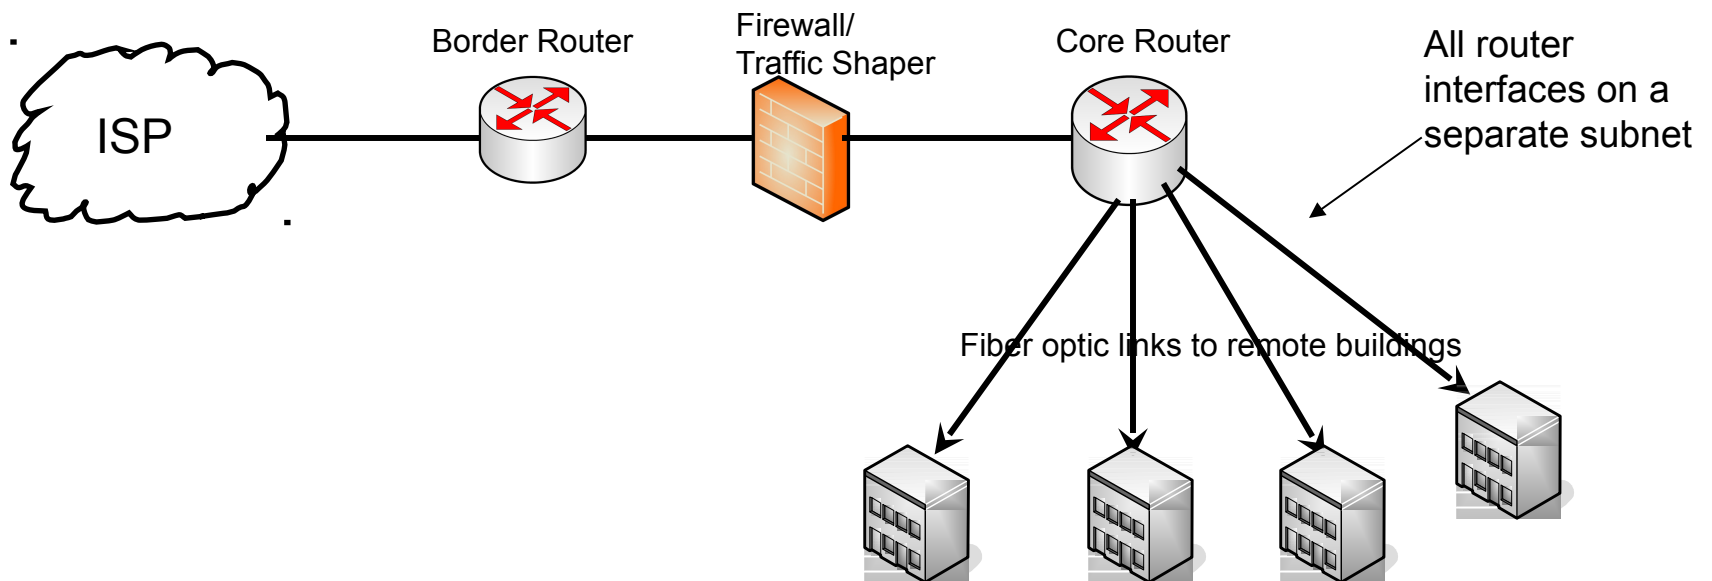 ISP
Border Router
Firewall/
Traffic Shaper
Core Router
All router
interfaces on a
separate subnet
Fiber optic links to remote buildings